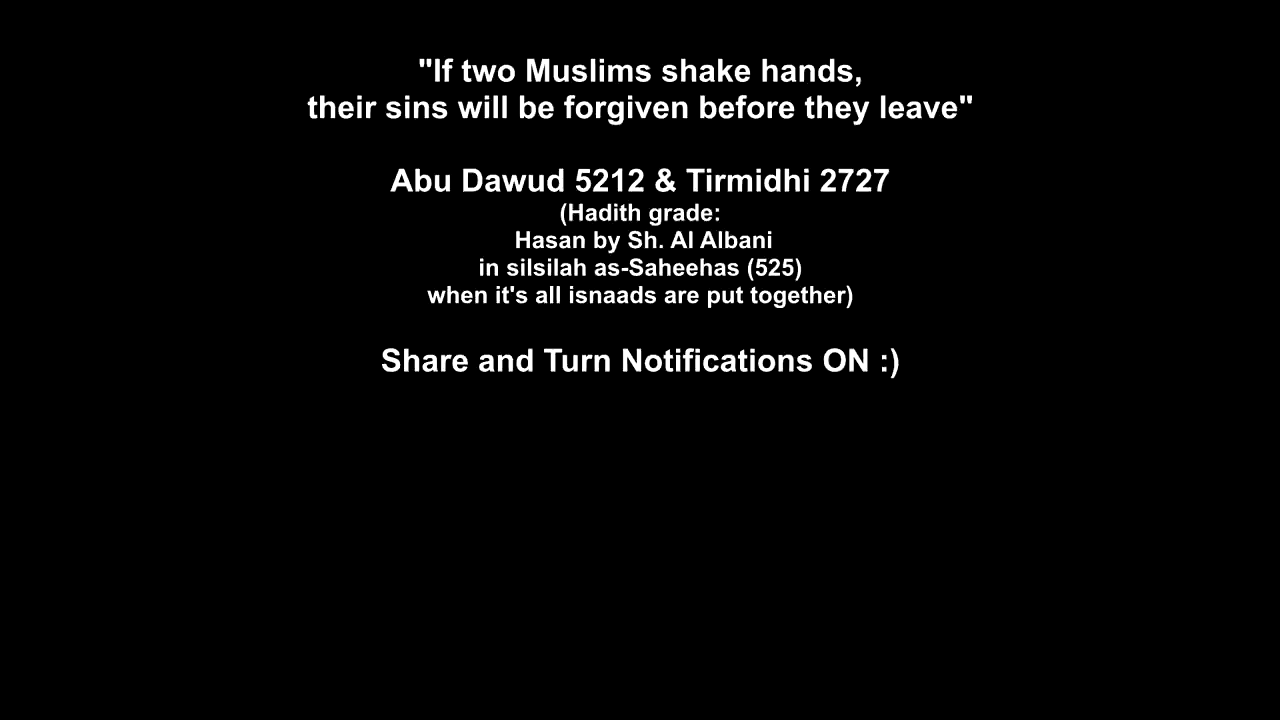 "If two Muslims shake hands,
their sins will be forgiven before they leave"
Abu Dawud 5212 & Tirmidhi 2727
(Hadith grade:
Hasan by Sh. Al Albani
in silsilah as-Saheehas (525)
when it's all isnaads are put together)
Share and Turn Notifications ON :)